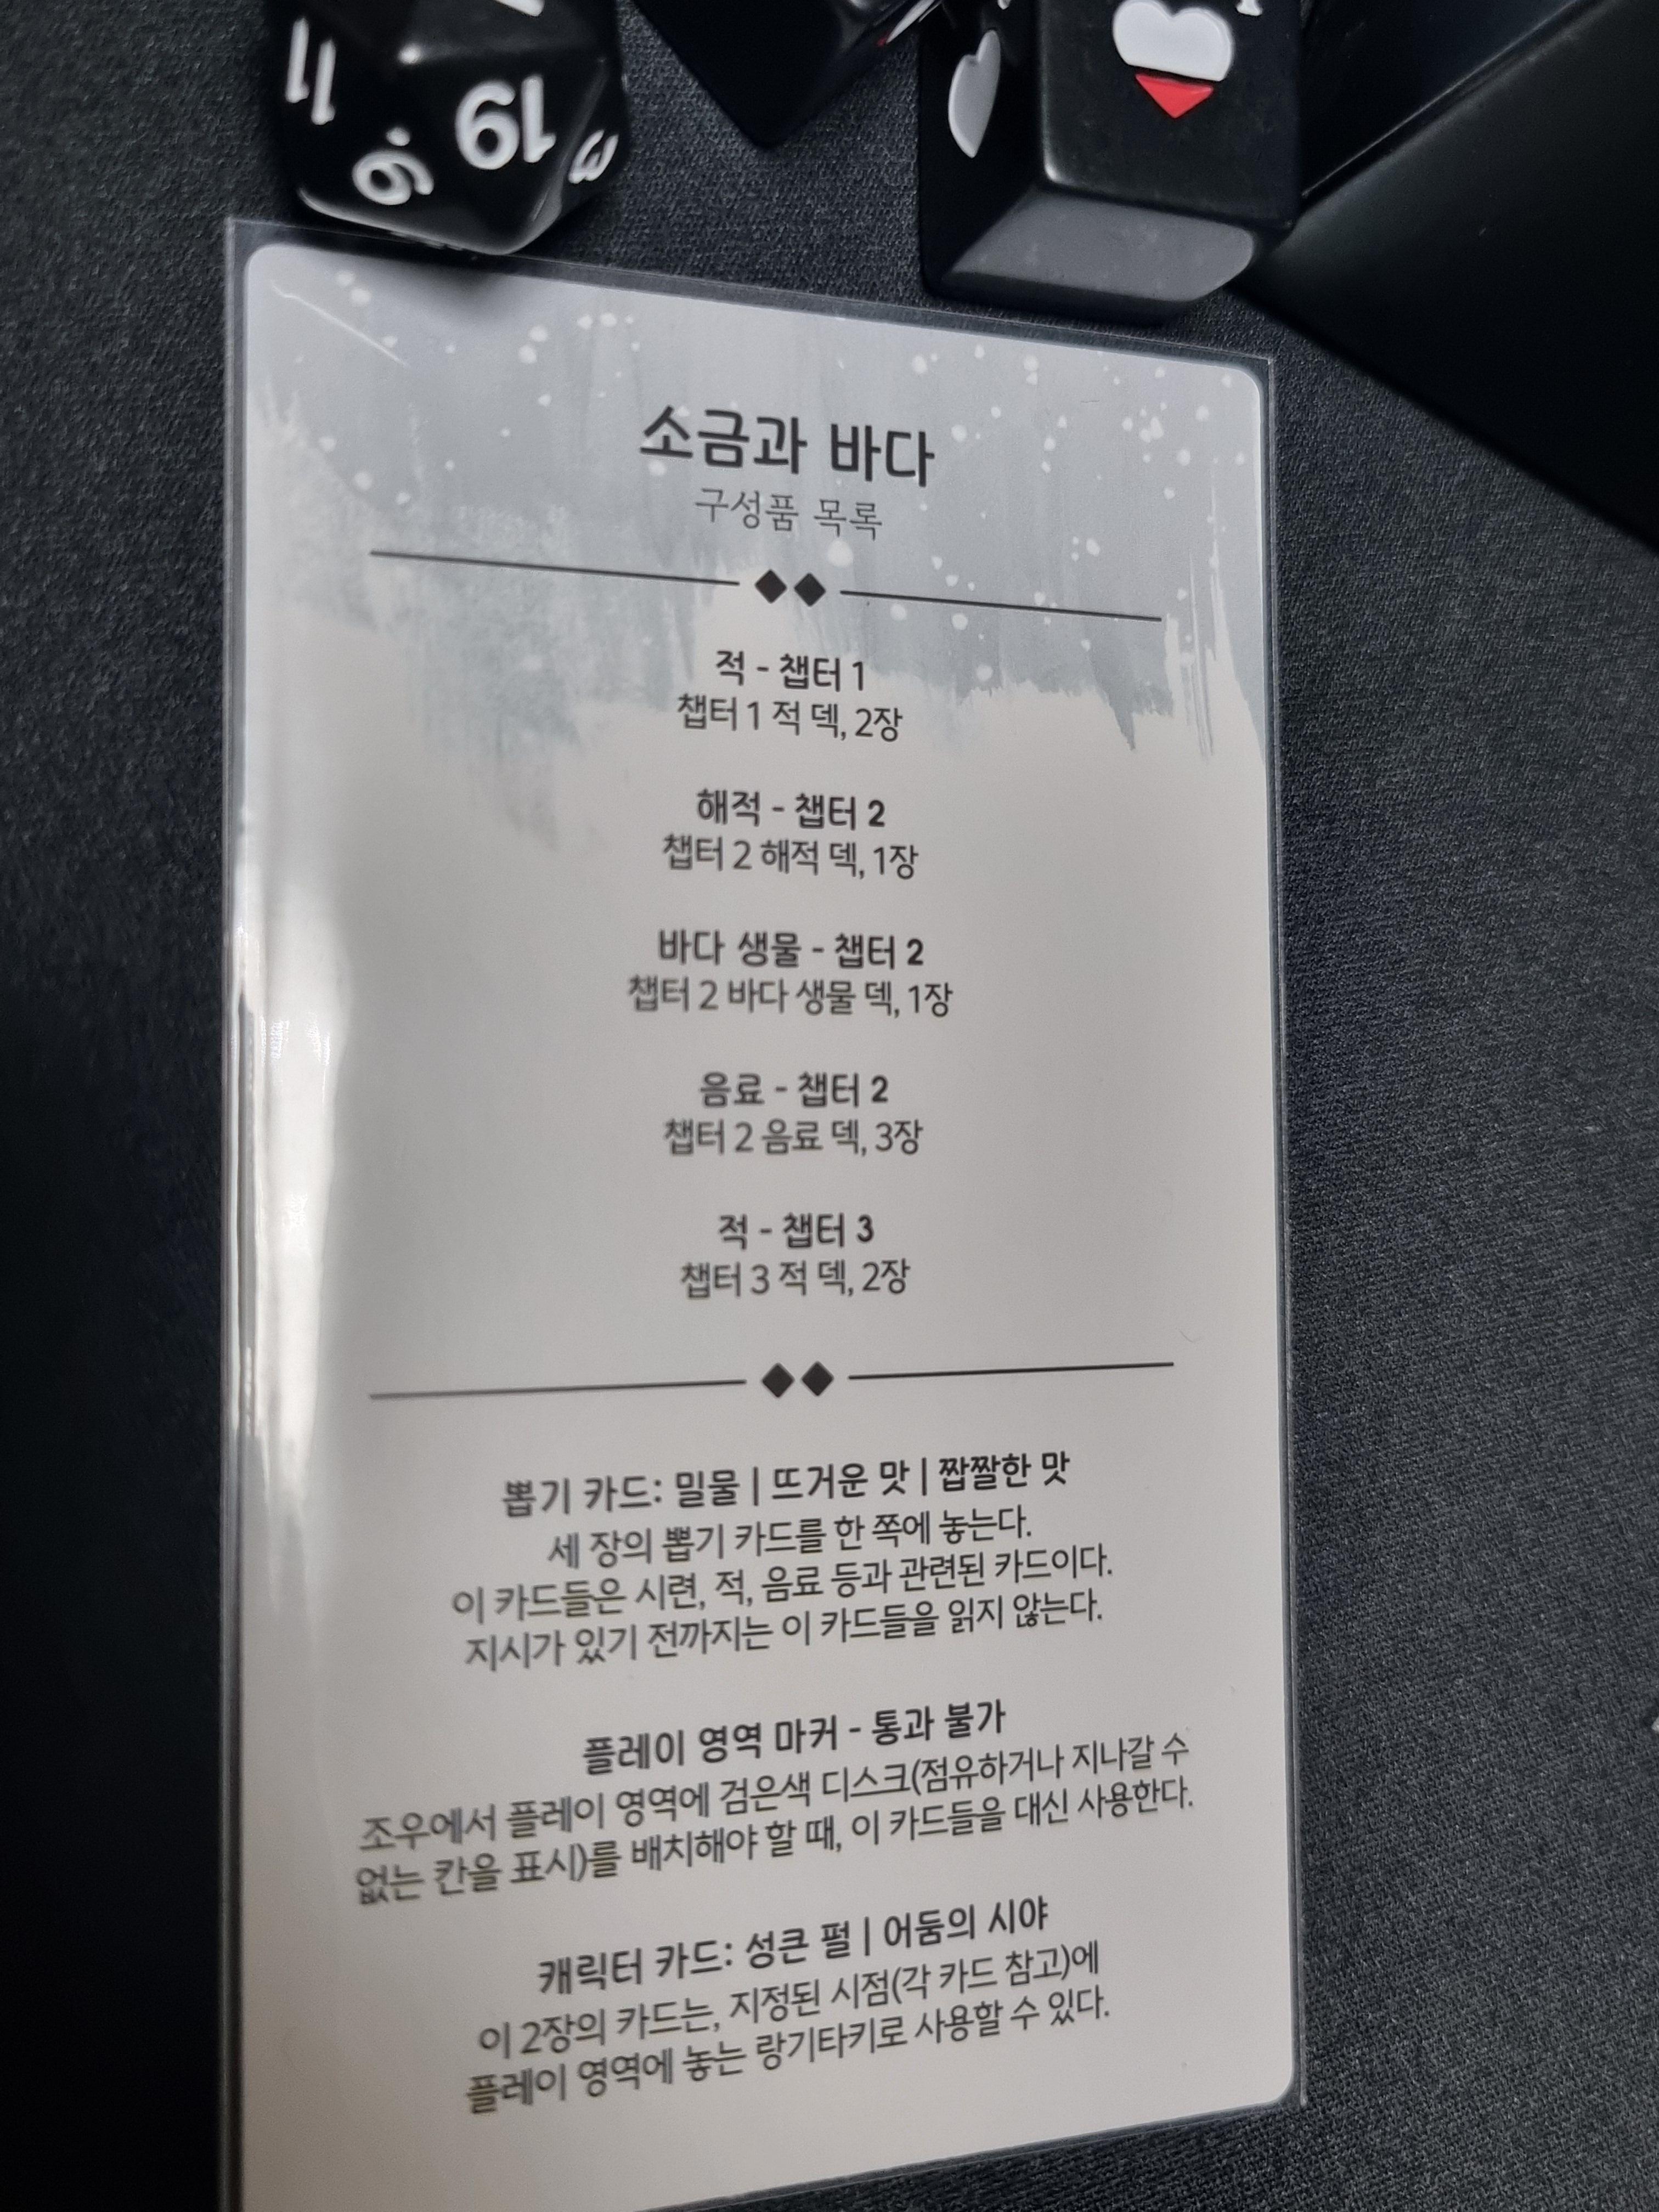 11
19
6.
3
소금과 바다
구성품 목록
적 - 챕터 1
챕터 1 적 덱, 2장
해적 - 챕터 2
챕터 2 해적 덱, 1장
바다 생물 - 챕터 2
챕터 2 바다 생물 덱, 1장
음료 - 챕터 2
챕터 2 음료 덱, 3장
적 - 챕터 3
챕터 3 적 덱, 2장
뽑기 카드: 밀물 | 뜨거운 맛 | 짭짤한 맛
세 장의 뽑기 카드를 한 쪽에 놓는다.
이 카드들은 시련, 적, 음료 등과 관련된 카드이다.
지시가 있기 전까지는 이 카드들을 읽지 않는다.
플레이 영역 마커 - 통과 불가
조우에서 플레이 영역에 검은색 디스크(점유하거나 지나갈 수
없는 칸을 표시)를 배치해야 할 때, 이 카드들을 대신 사용한다.
캐릭터 카드: 성큰 펄 | 어둠의 시야
이 2장의 카드는, 지정된 시점(각 카드 참고)에
플레이 영역에 놓는 랑기타키로 사용할 수 있다.